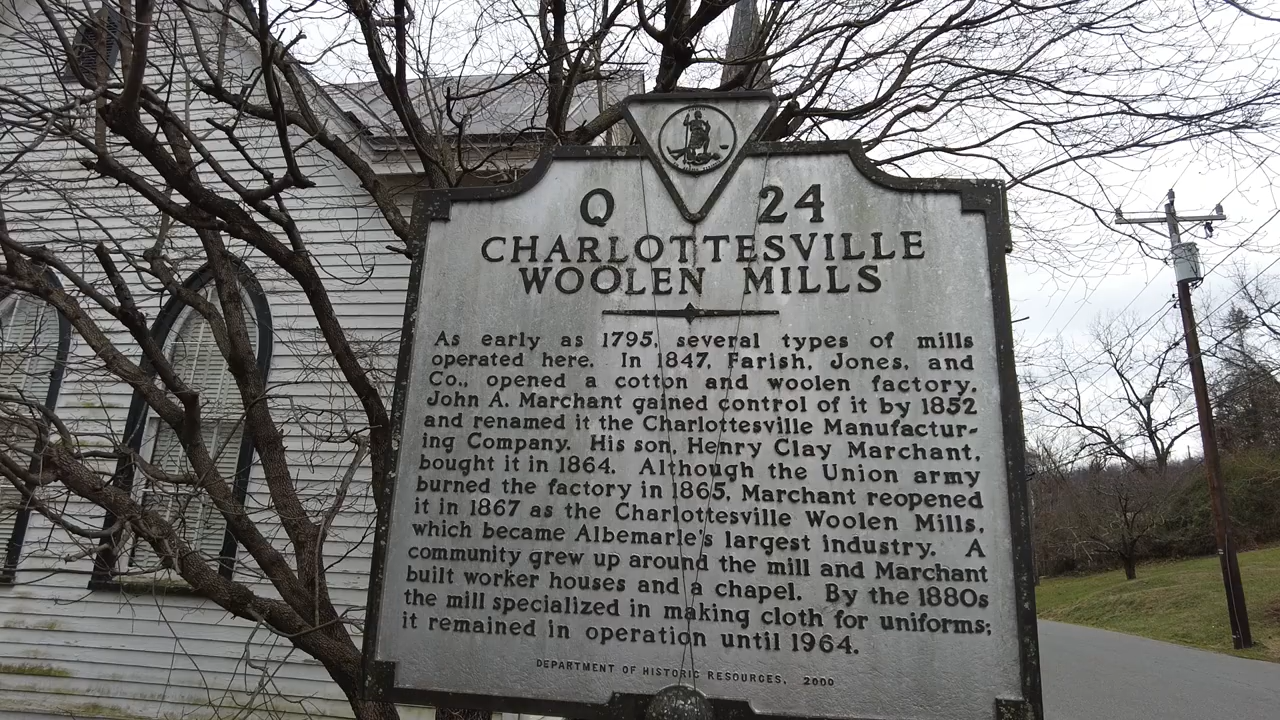 Q 24
CHARLOTTESVILLE
WOOLEN MILLS
As early as 1795, several types of mills
operated here. In 1847, Farish, Jones, and
Co., opened a cotton and woolen factory.
John A. Marchant gained control of it by 1852
and renamed it the Charlottesville Manufactur-
ing Company. His son, Henry Clay Marchant,
bought it in 1864. Although the Union army
burned the factory in 1865, Marchant reopened
it in 1867 as the Charlottesville Woolen Mills,
which became Albemarle's largest industry. A
community grew up around the mill and Marchant
built worker houses and a chapel. By the 1880s
the mill specialized in making cloth for uniforms;
it remained in operation until 1964.
DEPARTMENT OF HISTORIC RESOURCES, 2000